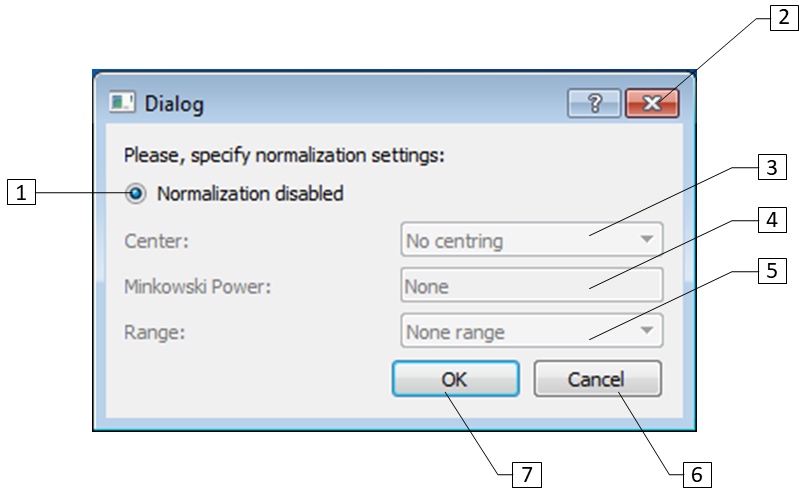 2
Dialog
?
Please, specify normalization settings:
1
Normalization disabled
3
Center: No centring
4
Minkowski Power: None
5
Range: None range
OK Cancel
7 6